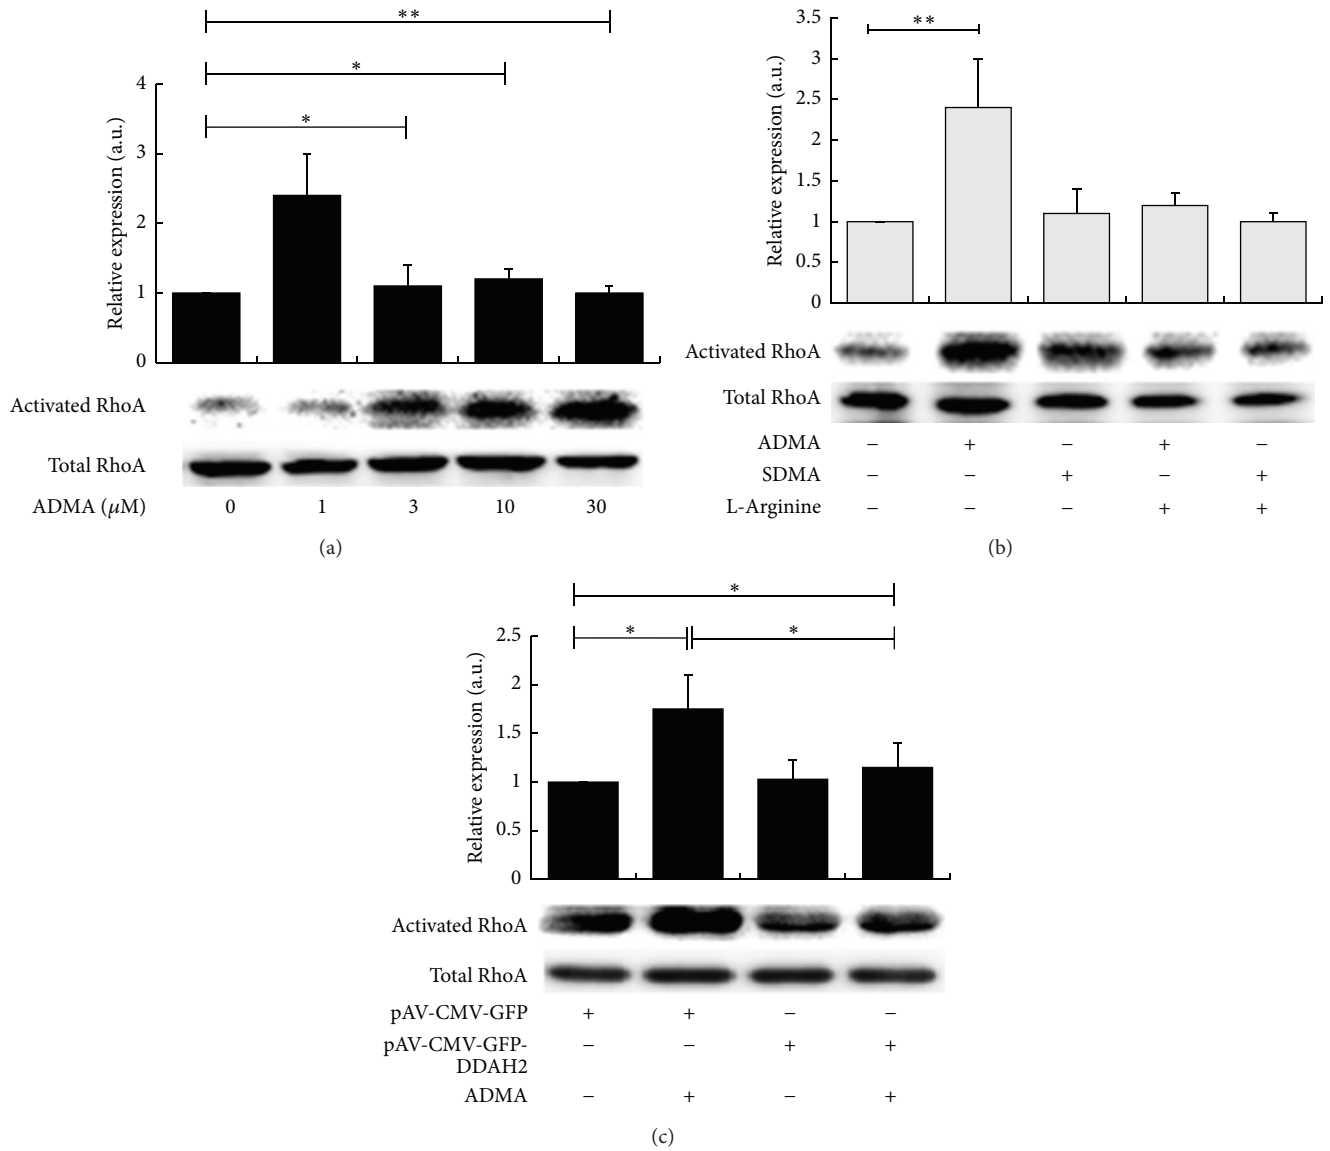 **
*
*
4
3
2
1
0
Relative expression (a.u.)
Activated RhoA
Total RhoA
ADMA (μM) 0 1 3 10 30
(a)
**
3.5
3
2.5
2
1.5
1
0.5
0
Relative expression (a.u.)
Activated RhoA
Total RhoA
ADMA − + − + −
SDMA − − + − +
L-Arginine − − − + +
(b)
*
* *
2.5
2
1.5
1
0.5
0
Relative expression (a.u.)
Activated RhoA
Total RhoA
pAV-CMV-GFP + + − −
pAV-CMV-GFP-
DDAH2 − − + +
ADMA − + − +
(c)